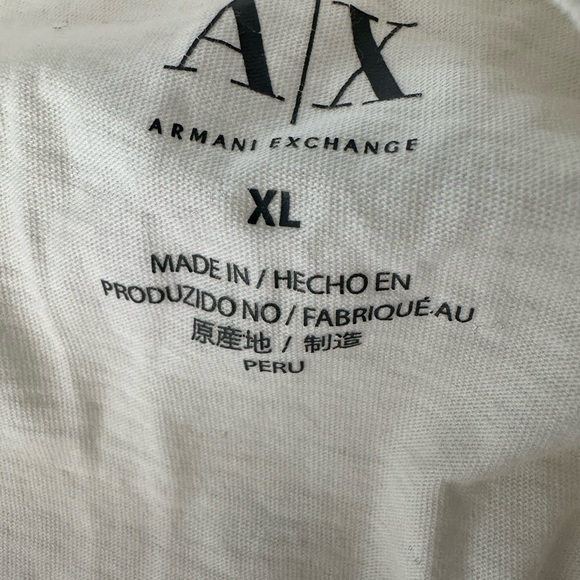 A|X
ARMANI EXCHANGE
XL
MADE IN / HECHO EN
PRODUZIDO NO / FABRIQUÉ AU
原産地 / 制造
PERU